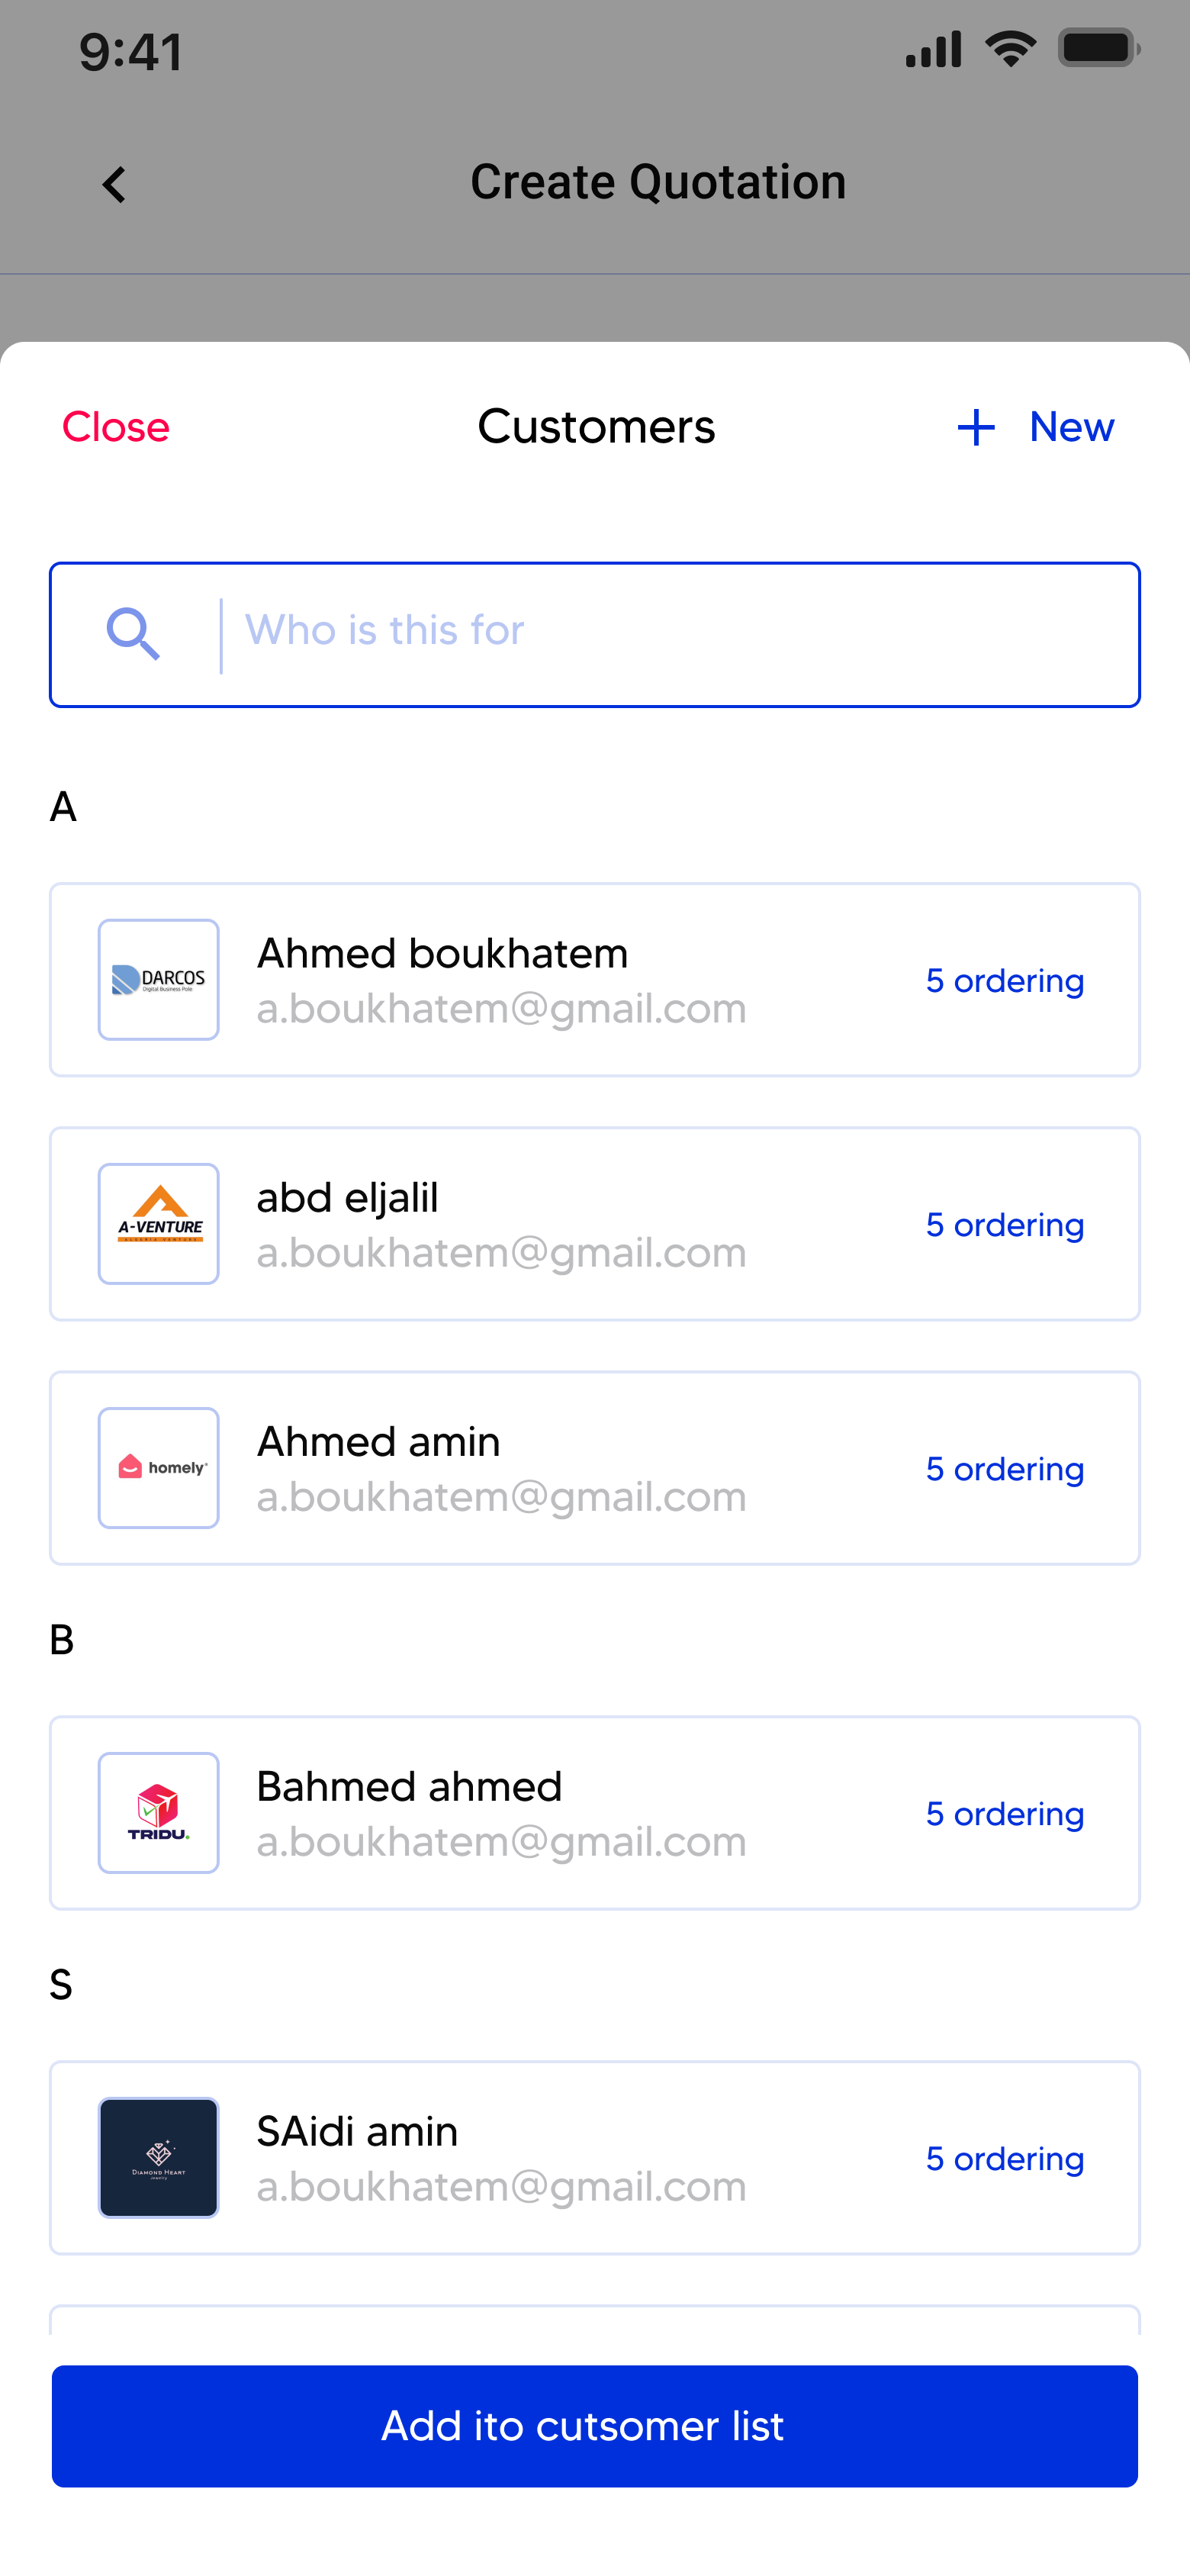 9:41
Create Quotation
Close
Customers
New
Who is this for
A
DARCOS
Digital Business Pole
Ahmed boukhatem
a.boukhatem@gmail.com
5 ordering
A-VENTURE
ALGERIA VENTURE
abd eljalil
a.boukhatem@gmail.com
5 ordering
homely
Ahmed amin
a.boukhatem@gmail.com
5 ordering
B
TRIDU.
Bahmed ahmed
a.boukhatem@gmail.com
5 ordering
S
DIAMOND HEART
Jewelry
SAidi amin
a.boukhatem@gmail.com
5 ordering
Add ito cutsomer list